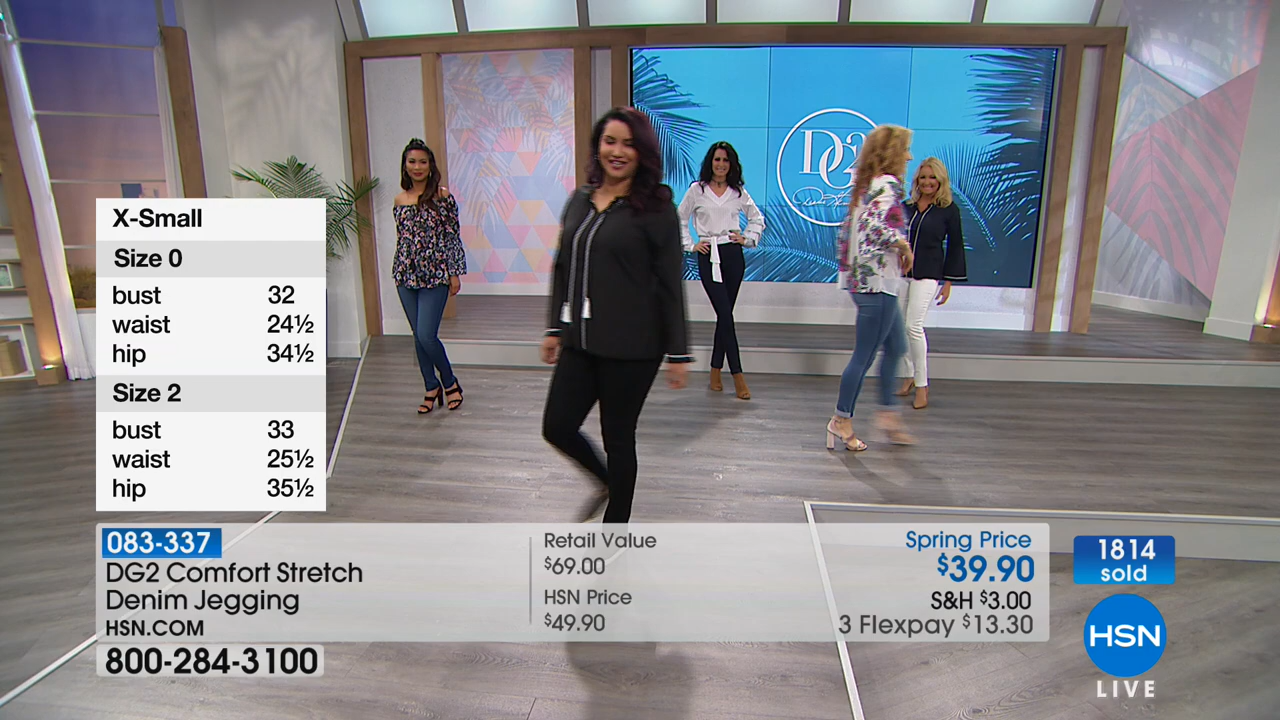 DG2
X-Small
Size 0
bust 32
waist 24½
hip 34½
Size 2
bust 33
waist 25½
hip 35½
083-337
DG2 Comfort Stretch
Denim Jegging
HSN.COM
800-284-3100
Retail Value
$69.00
HSN Price
$49.90
Spring Price
$39.90
S&H $3.00
3 Flexpay $13.30
1814
sold
HSN
LIVE